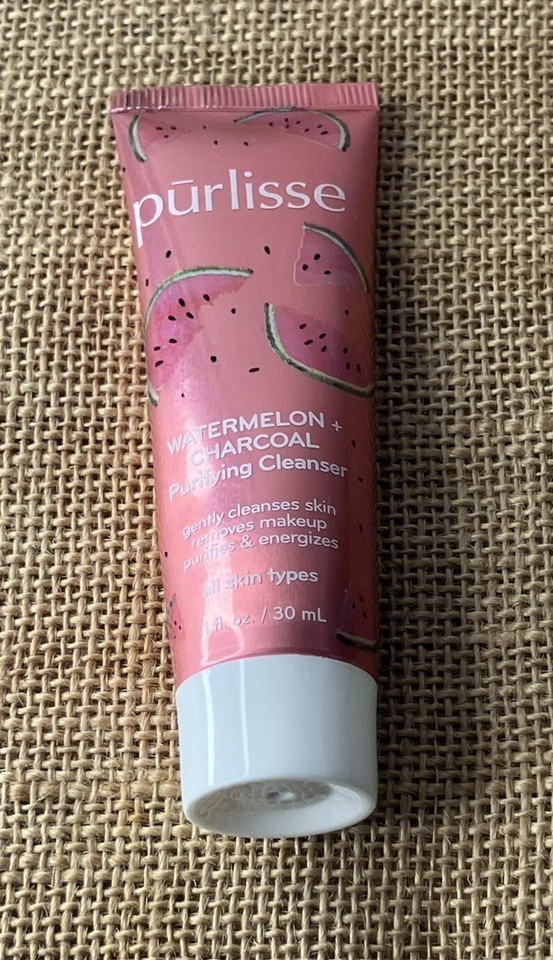 pūrlisse
WATERMELON +
CHARCOAL
Purifying Cleanser
gently cleanses skin
removes makeup
purifies & energizes
all skin types
1 fl. oz. / 30 mL